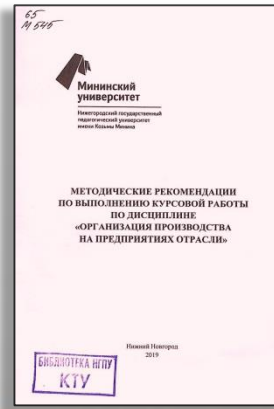 65
М 545
Мининский
университет
Нижегородский государственный
педагогический университет
имени Козьмы Минина
МЕТОДИЧЕСКИЕ РЕКОМЕНДАЦИИ
ПО ВЫПОЛНЕНИЮ КУРСОВОЙ РАБОТЫ
ПО ДИСЦИПЛИНЕ
«ОРГАНИЗАЦИЯ ПРОИЗВОДСТВА
НА ПРЕДПРИЯТИЯХ ОТРАСЛИ»
Нижний Новгород
2019
БИБЛИОТЕКА НГПУ
КТУ